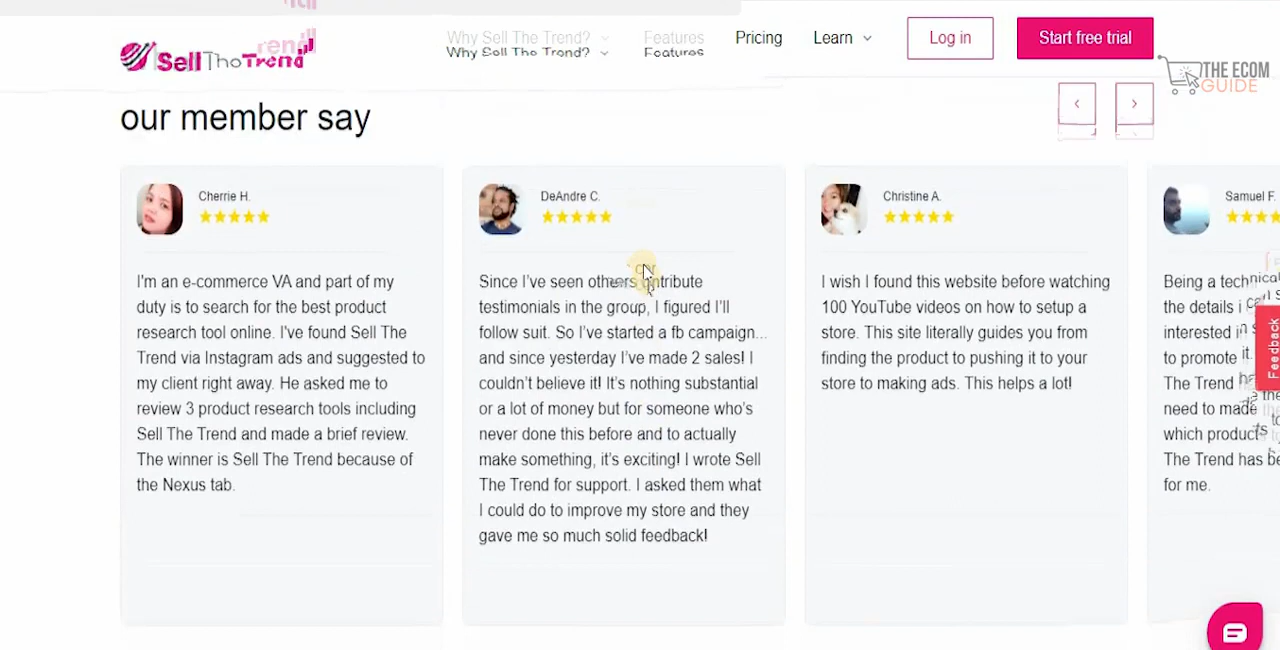 Why Sell The Trend?
Features
Pricing
Learn
Log in
Start free trial
THE ECOM
GUIDE
our member say
Cherrie H.
I'm an e-commerce VA and part of my
duty is to search for the best product
research tool online. I've found Sell The
Trend via Instagram ads and suggested to
my client right away. He asked me to
review 3 product research tools including
Sell The Trend and made a brief review.
The winner is Sell The Trend because of
the Nexus tab.
DeAndre C.
Since I've seen others
testimonials in the group, I figured I'll
follow suit. So I've started a fb campaign...
and since yesterday I've made 2 sales! I
couldn't believe it! It's nothing substantial
or a lot of money but for someone who's
never done this before and to actually
make something, it's exciting! I wrote Sell
The Trend for support. I asked them what
I could do to improve my store and they
gave me so much solid feedback!
Christine A.
I wish I found this website before watching
100 YouTube videos on how to setup a
store. This site literally guides you from
finding the product to pushing it to your
store to making ads. This helps a lot!
Samuel F.
Being a
the details
interested
to promote
The Trend
need to made
which
The Trend has
for me.
Feedback